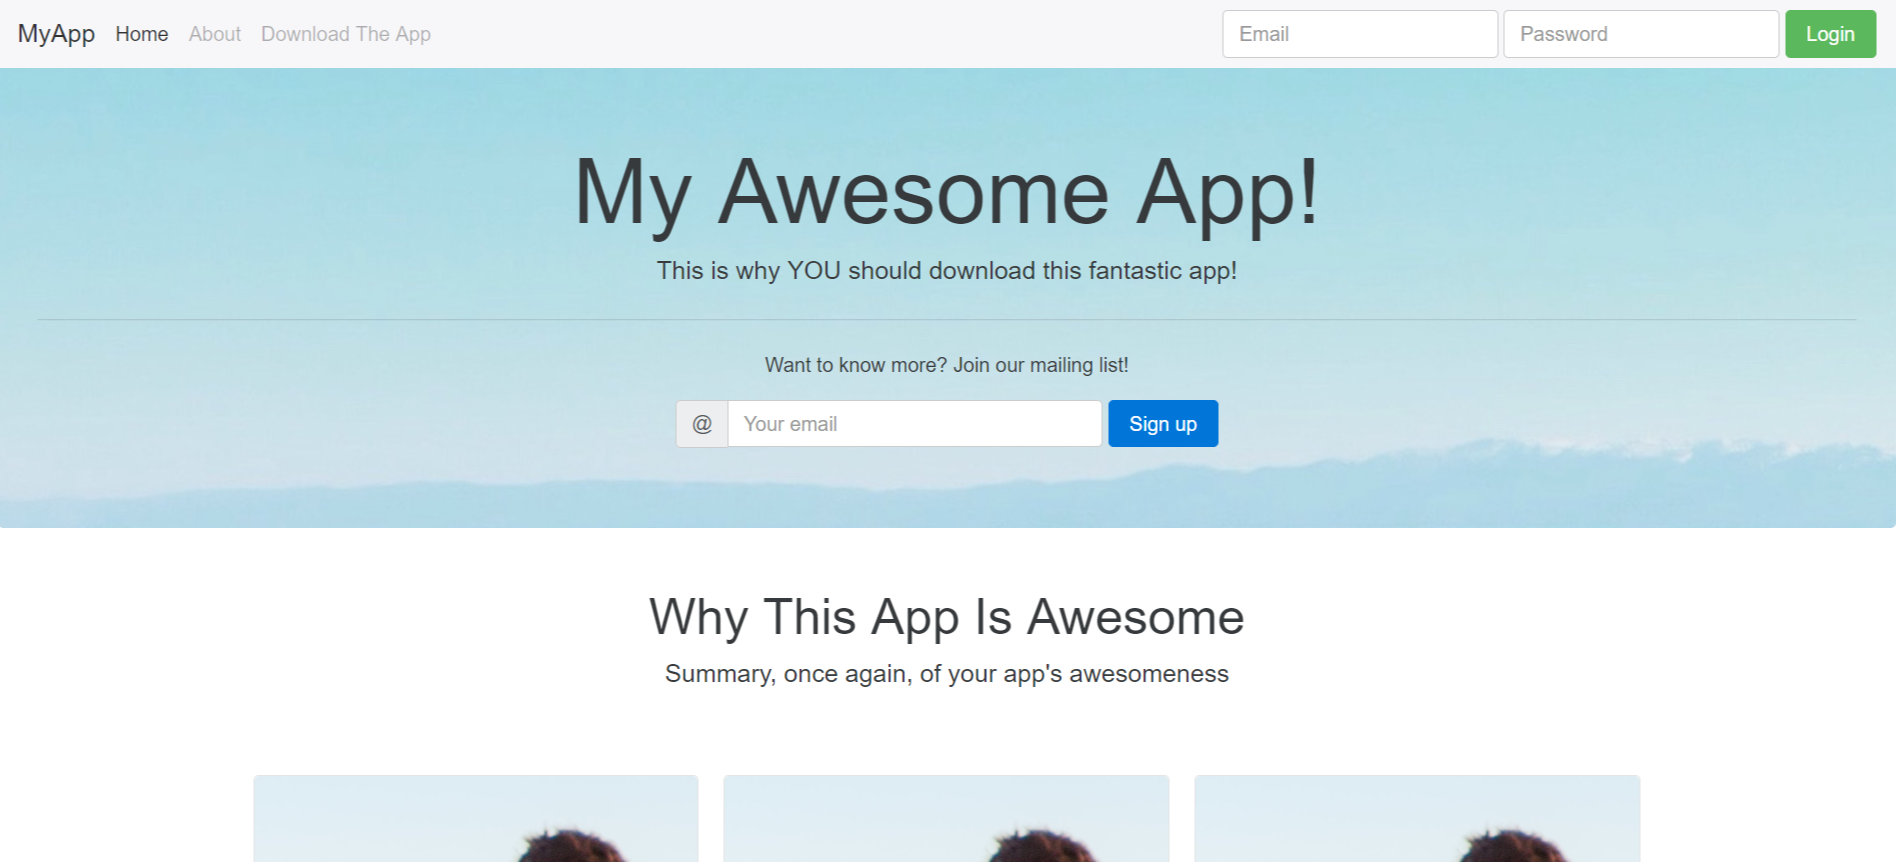 MyApp Home About Download The App Email Password Login
My Awesome App!
This is why YOU should download this fantastic app!
Want to know more? Join our mailing list!
@ Your email Sign up
Why This App Is Awesome
Summary, once again, of your app's awesomeness